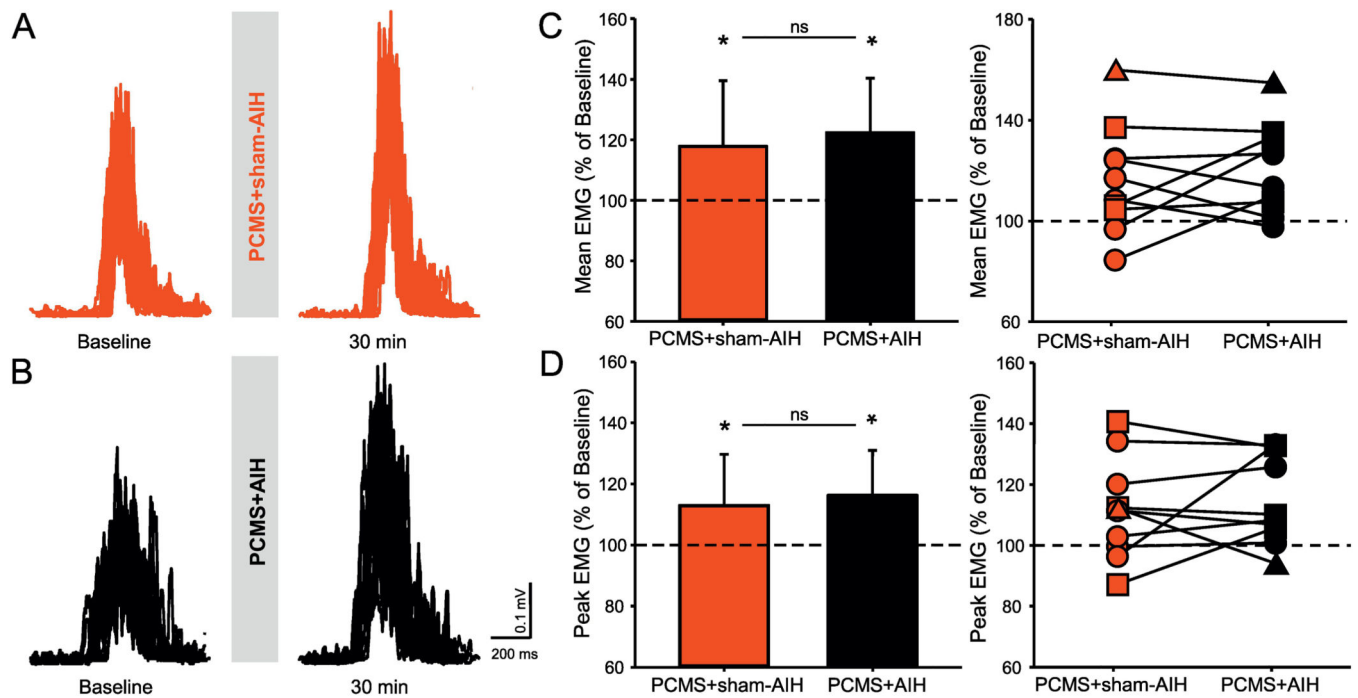 A
PCMS+sham-AIH
Baseline
30 min
B
PCMS+AIH
0.1 mV
200 ms
Baseline
30 min
C
Mean EMG (% of Baseline)
160
140
120
100
80
60
*
ns
*
PCMS+sham-AIH
PCMS+AIH
Mean EMG (% of Baseline)
180
140
100
60
PCMS+sham-AIH
PCMS+AIH
D
Peak EMG (% of Baseline)
160
140
120
100
80
60
*
ns
*
PCMS+sham-AIH
PCMS+AIH
Peak EMG (% of Baseline)
160
140
120
100
80
60
PCMS+sham-AIH
PCMS+AIH